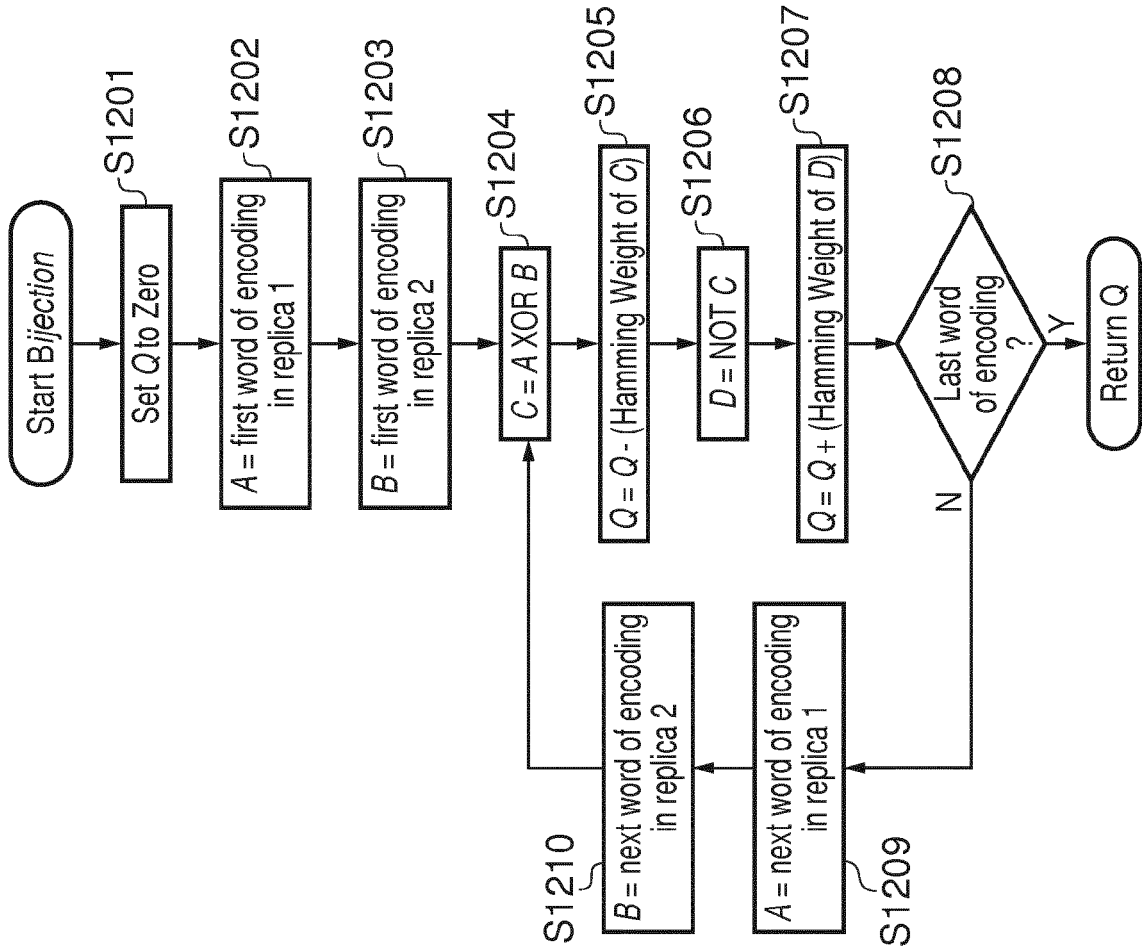 Start Bijection
Set Q to Zero
S1201
A = first word of encoding
in replica 1
S1202
B = first word of encoding
in replica 2
S1203
C = A XOR B
S1204
Q = Q - (Hamming Weight of C)
S1205
D = NOT C
S1206
Q = Q + (Hamming Weight of D)
S1207
Last word
of encoding
?
S1208
N
Y
A = next word of encoding
in replica 1
S1209
B = next word of encoding
in replica 2
S1210
Return Q